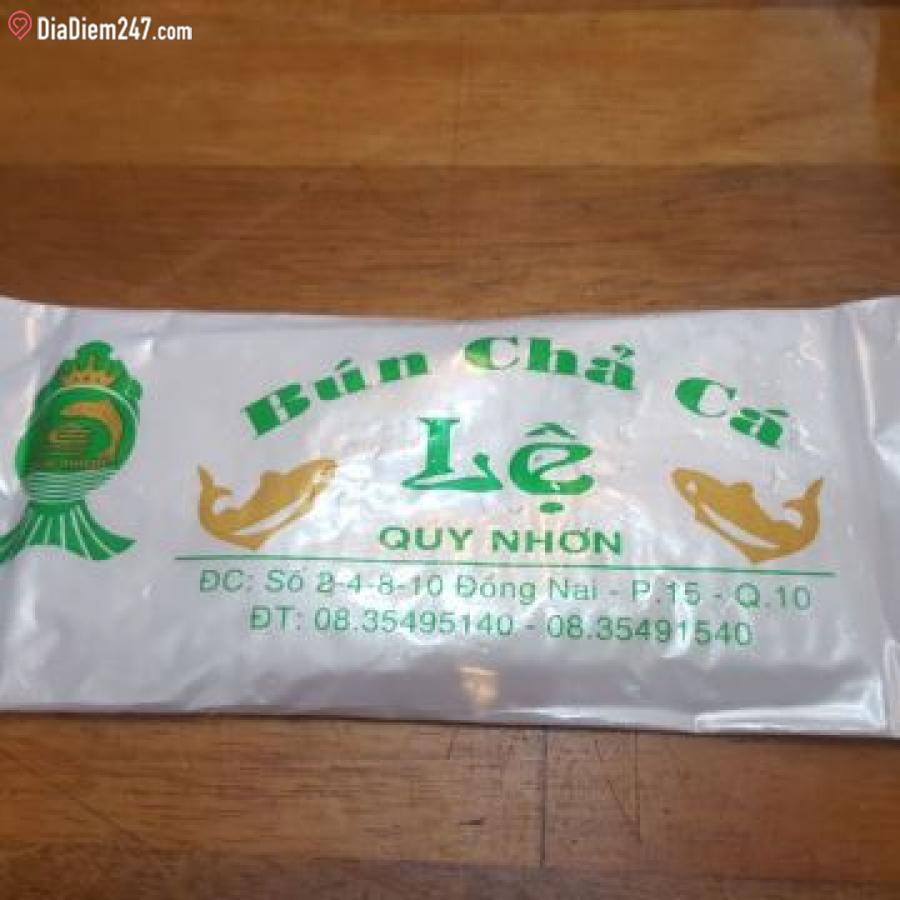 DiaDiem247.com
Bún Chả Cá
Lệ
QUY NHƠN
ĐC: Số 2-4-8-10 Đồng Nai - P.15 - Q.10
ĐT: 08.35495140 - 08.35491540